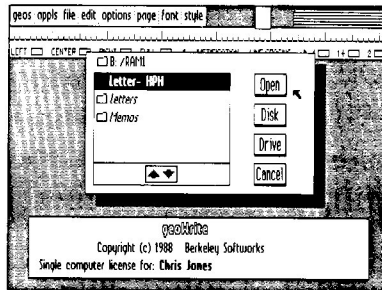 geos appls file edit options page font style
LEFT CENTER
B: /RAM1
Letter- HPH
Letters
Memos
Open
Disk
Drive
Cancel
geoWrite
Copyright (c) 1988 Berkeley Softworks
Single computer license for: Chris Jones